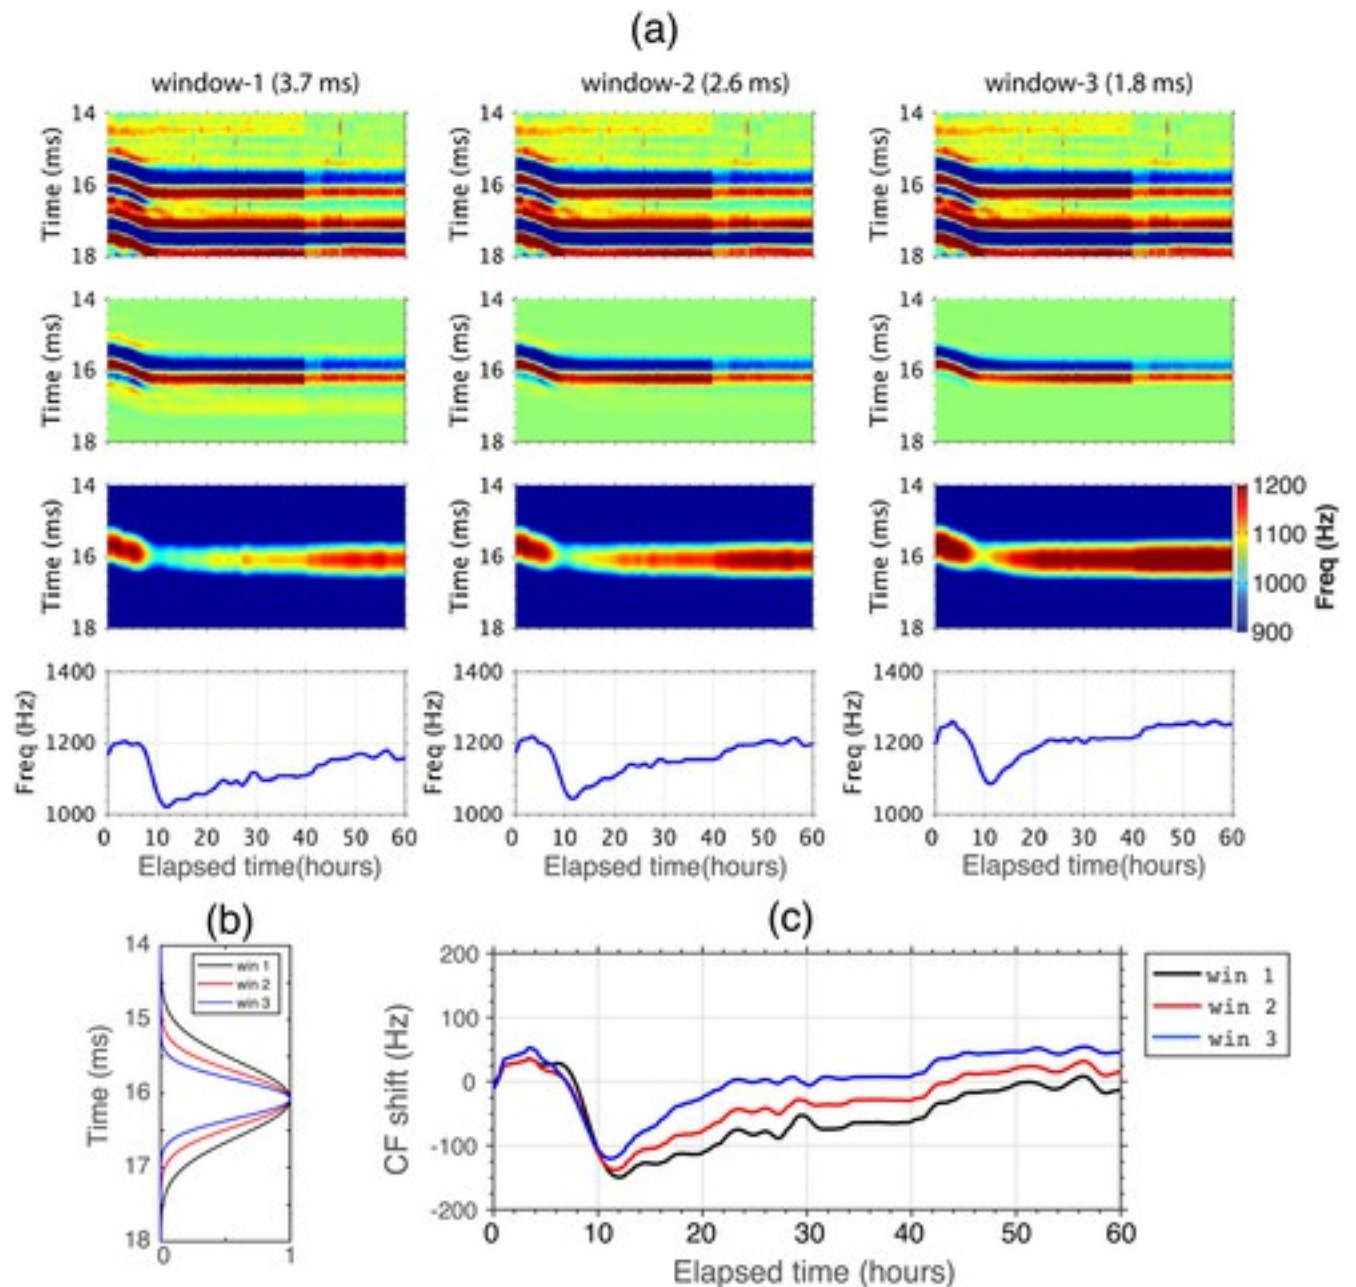 (a)
window-1 (3.7 ms) window-2 (2.6 ms) window-3 (1.8 ms)
14 14 14
Time (ms) Time (ms) Time (ms)
16 16 16
18 18 18
14 14 14
Time (ms) Time (ms) Time (ms)
16 16 16
18 18 18
14 14 14 1200
Time (ms) Time (ms) Time (ms) Freq (Hz)
1100
16 16 16
1000
18 18 18 900
1400 1400 1400
Freq (Hz) Freq (Hz) Freq (Hz)
1200 1200 1200
1000 1000 1000
0 10 20 30 40 50 60 0 10 20 30 40 50 60 0 10 20 30 40 50 60
Elapsed time(hours) Elapsed time(hours) Elapsed time(hours)
(b)
14
win 1
win 2
win 3
15
Time (ms)
16
17
18
0 1
(c)
200
100
CF shift (Hz)
0
-100
-200
0 10 20 30 40 50 60
Elapsed time (hours)
win 1
win 2
win 3